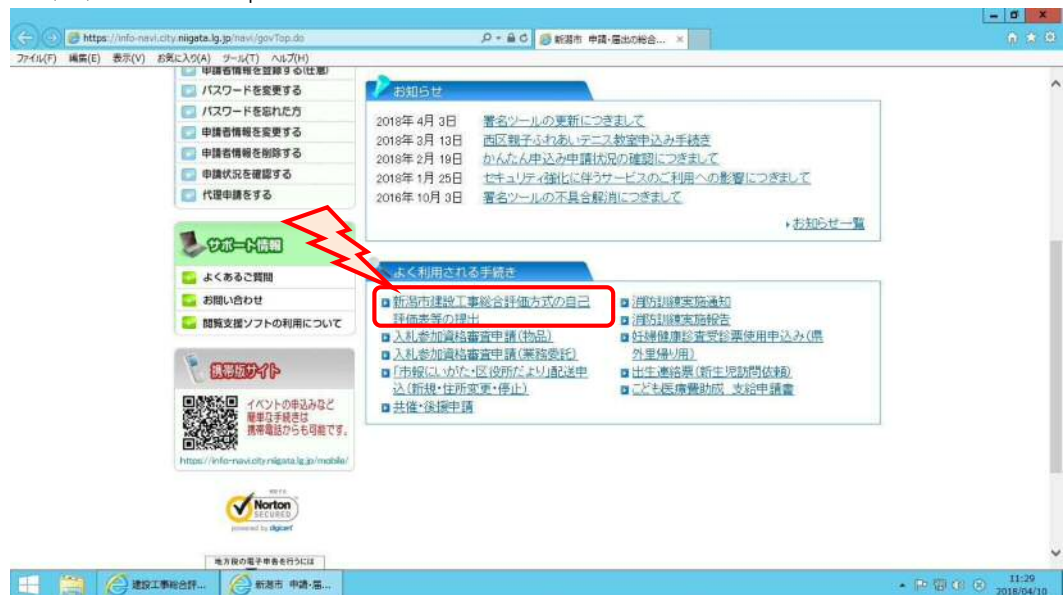 https://info-navi.city.niigata.lg.jp/navi/govTop.do
新潟市 申請・届出の総合...
ファイル(F) 編集(E) 表示(V) お気に入り(A) ツール(T) ヘルプ(H)
申請者情報を登録する(任意)
パスワードを変更する
パスワードを忘れた方
申請者情報を変更する
申請者情報を削除する
申請状況を確認する
代理申請をする
サポート情報
よくあるご質問
お問い合わせ
閲覧支援ソフトの利用について
携帯版サイト
イベントの申込みなど
簡単な手続きは
携帯電話からも可能です。
https://info-navi.city.niigata.lg.jp/mobile/
Norton
SECURED
powered by digicert
お知らせ
2018年 4月 3日 署名ツールの更新につきまして
2018年 3月 13日 西区親子ふれあいテニス教室申込み手続き
2018年 2月 19日 かんたん申込み申請状況の確認につきまして
2018年 1月 25日 セキュリティ強化に伴うサービスのご利用への影響につきまして
2016年 10月 3日 署名ツールの不具合解消につきまして
お知らせ一覧
よく利用される手続き
新潟市建設工事総合評価方式の自己
評価表等の提出
入札参加資格審査申請(物品)
入札参加資格審査申請(業務委託)
「市報にいがた・区役所だより」配送申
込(新規・住所変更・停止)
共催・後援申請
消防訓練実施通知
消防訓練実施報告
妊婦健康診査受診票使用申込み(県
外里帰り用)
出生連絡票(新生児訪問依頼)
こども医療費助成 支給申請書
建設工事総合評...
新潟市 申請・届...
11:29
2018/04/10